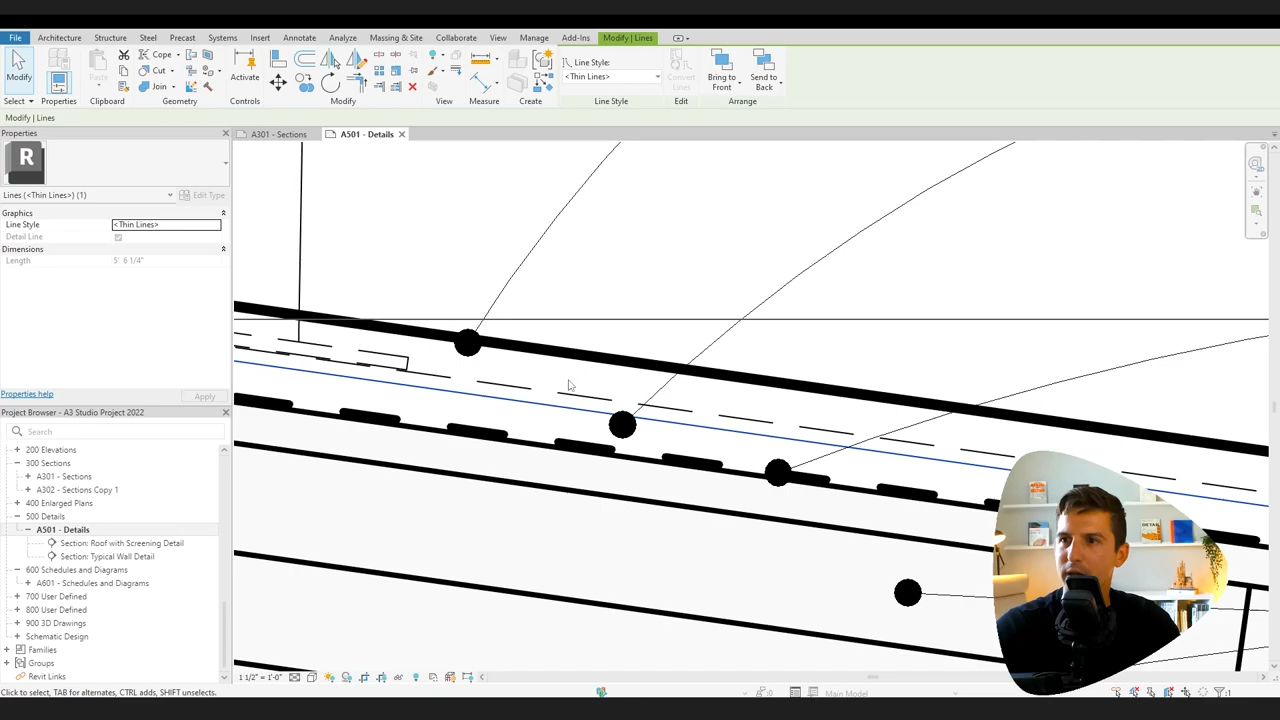 File Architecture Structure Steel Precast Systems Insert Annotate Analyze Massing & Site Collaborate View Manage Add-Ins Modify | Lines
Modify
Select
Properties
Paste
Clipboard
Cope
Cut
Join
Geometry
Activate
Controls
Modify
View
Measure
Create
Line Style:
<Thin Lines>
Line Style
Convert
Lines
Edit
Bring to
Front
Send to
Back
Arrange
Modify | Lines
Properties
A301 - Sections
A501 - Details
R
Lines (<Thin Lines>) (1)
Edit Type
Graphics
Line Style <Thin Lines>
Detail Line
Dimensions
Length 5' 6 1/4"
Properties help
Apply
Project Browser - A3 Studio Project 2022
Search
200 Elevations
300 Sections
A301 - Sections
A302 - Sections Copy 1
400 Enlarged Plans
500 Details
A501 - Details
Section: Roof with Screening Detail
Section: Typical Wall Detail
600 Schedules and Diagrams
A601 - Schedules and Diagrams
700 User Defined
800 User Defined
900 3D Drawings
Schematic Design
Families
Groups
Revit Links
1 1/2" = 1'-0"
Click to select, TAB for alternates, CTRL adds, SHIFT unselects.
:0
Main Model
:1